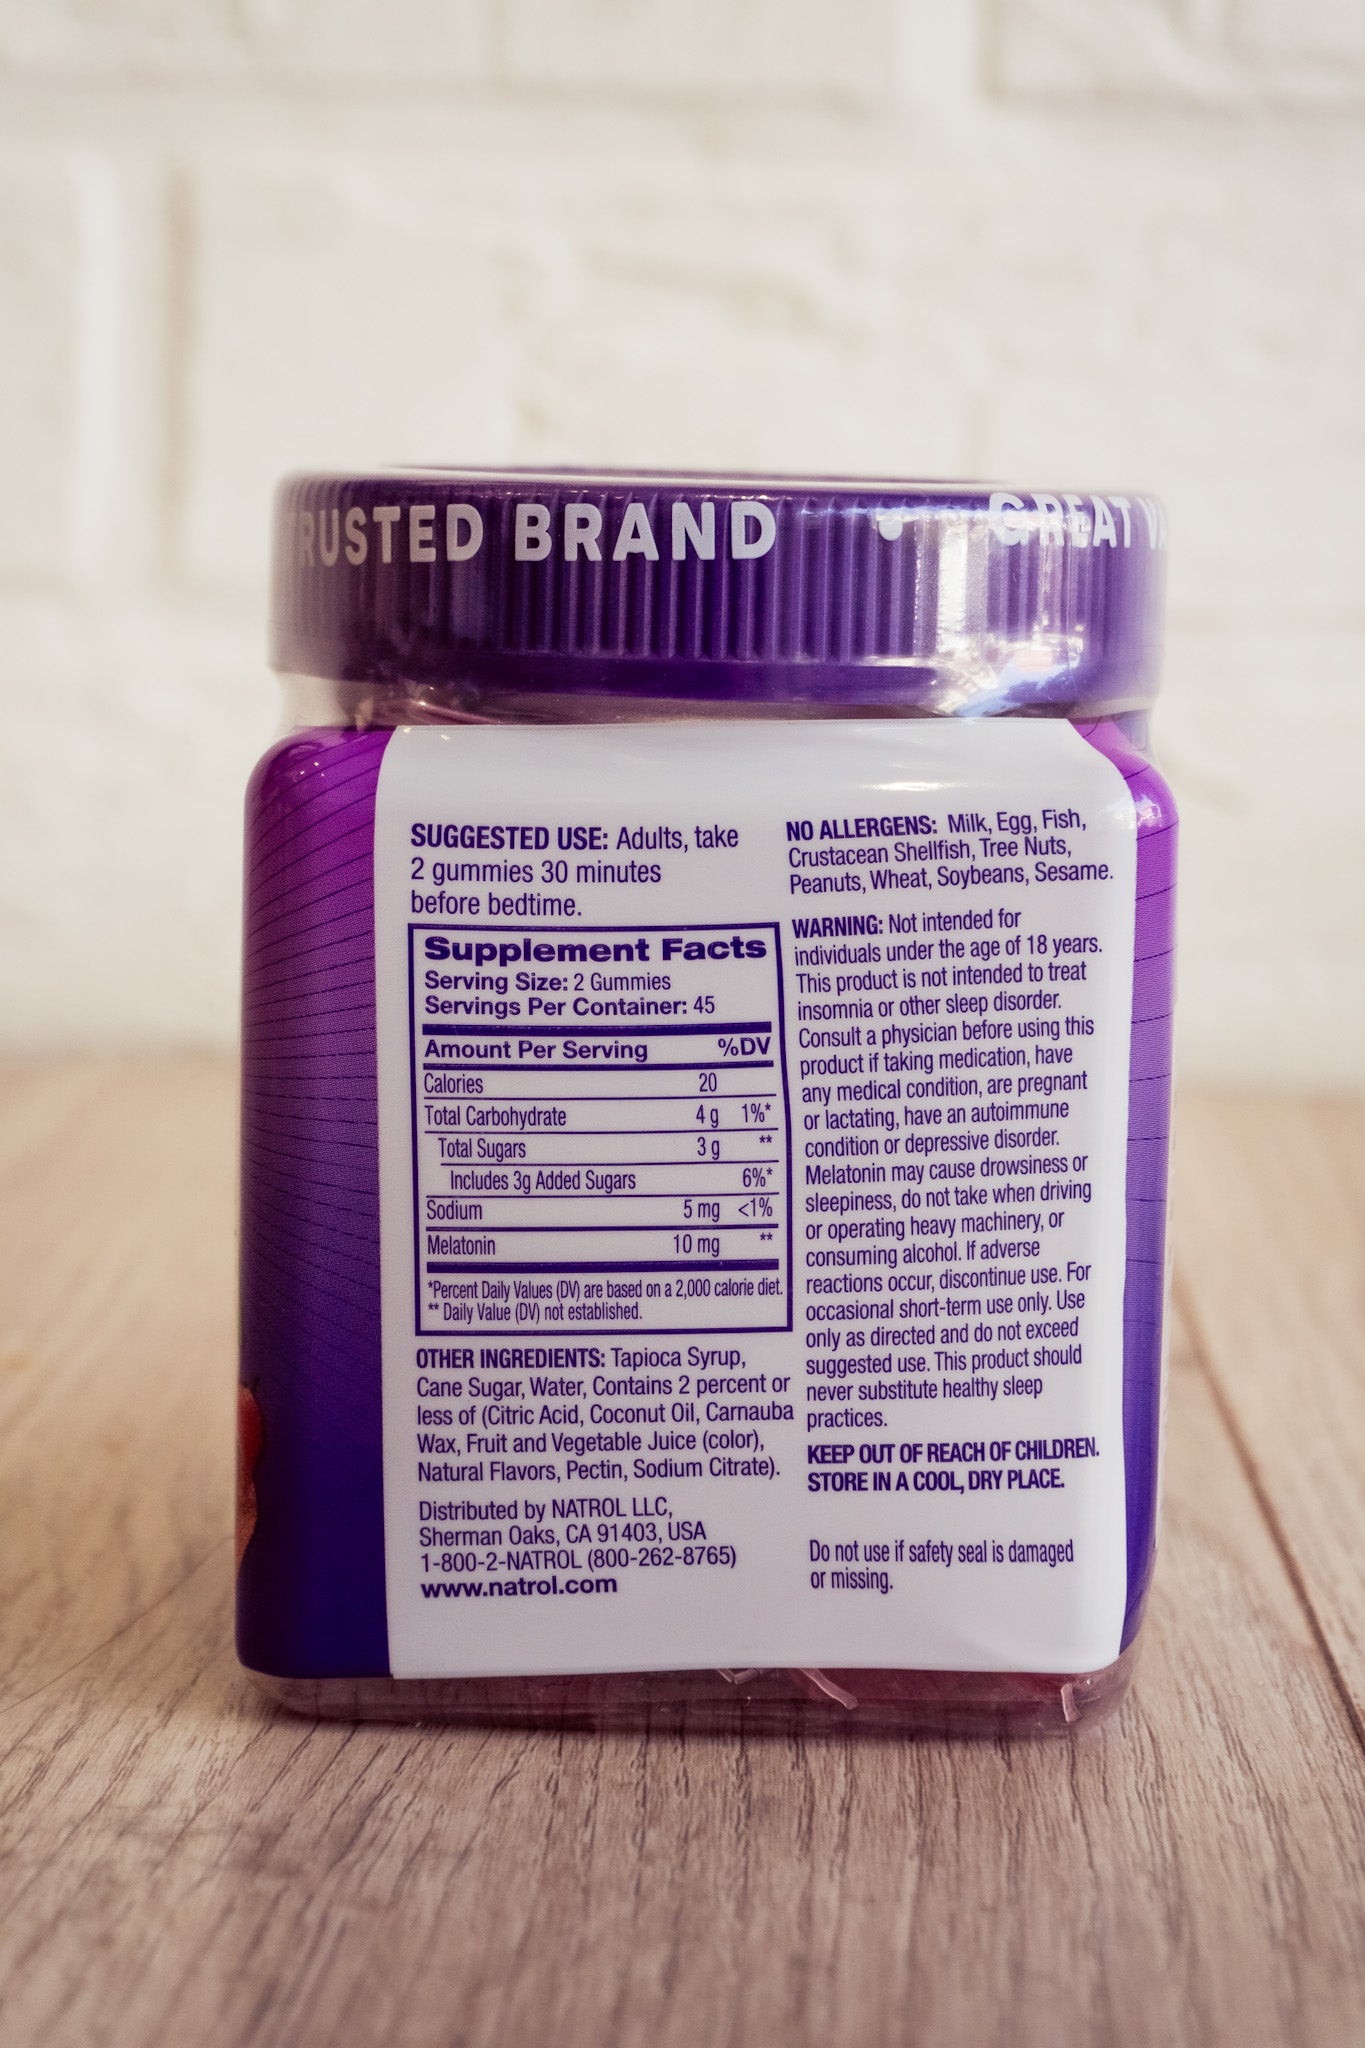 TRUSTED BRAND • GREAT
SUGGESTED USE: Adults, take
2 gummies 30 minutes
before bedtime.
Supplement Facts
Serving Size: 2 Gummies
Servings Per Container: 45
Amount Per Serving %DV
Calories 20
Total Carbohydrate 4 g 1%*
Total Sugars 3 g **
Includes 3g Added Sugars 6%*
Sodium 5 mg <1%
Melatonin 10 mg **
*Percent Daily Values (DV) are based on a 2,000 calorie diet.
** Daily Value (DV) not established.
OTHER INGREDIENTS: Tapioca Syrup,
Cane Sugar, Water, Contains 2 percent or
less of (Citric Acid, Coconut Oil, Carnauba
Wax, Fruit and Vegetable Juice (color),
Natural Flavors, Pectin, Sodium Citrate).
Distributed by NATROL LLC,
Sherman Oaks, CA 91403, USA
1-800-2-NATROL (800-262-8765)
www.natrol.com
NO ALLERGENS: Milk, Egg, Fish,
Crustacean Shellfish, Tree Nuts,
Peanuts, Wheat, Soybeans, Sesame.
WARNING: Not intended for
individuals under the age of 18 years.
This product is not intended to treat
insomnia or other sleep disorder.
Consult a physician before using this
product if taking medication, have
any medical condition, are pregnant
or lactating, have an autoimmune
condition or depressive disorder.
Melatonin may cause drowsiness or
sleepiness, do not take when driving
or operating heavy machinery, or
consuming alcohol. If adverse
reactions occur, discontinue use. For
occasional short-term use only. Use
only as directed and do not exceed
suggested use. This product should
never substitute healthy sleep
practices.
KEEP OUT OF REACH OF CHILDREN.
STORE IN A COOL, DRY PLACE.
Do not use if safety seal is damaged
or missing.